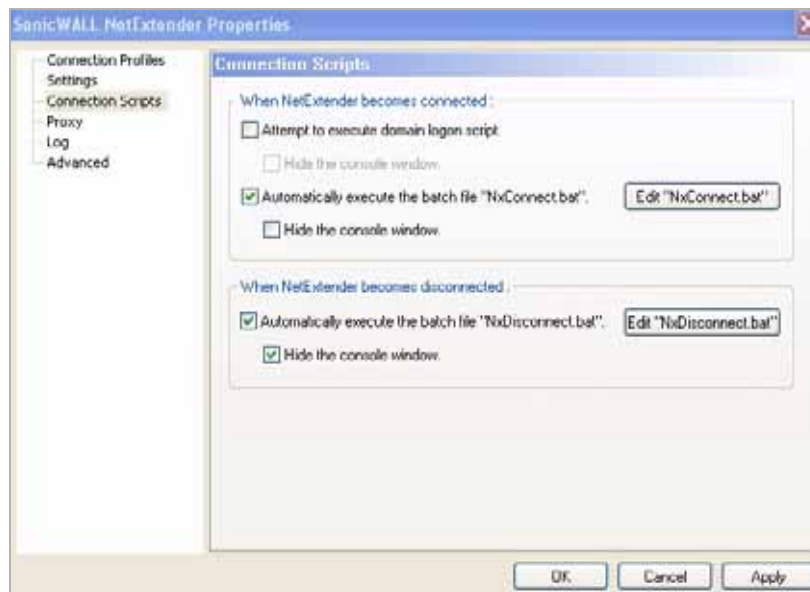 SonicWALL NetExtender Properties
Connection Profiles
Settings
Connection Scripts
Proxy
Log
Advanced
Connection Scripts
When NetExtender becomes connected:
Attempt to execute domain logon script
Hide the console window.
Automatically execute the batch file "NxConnect.bat".
Edit "NxConnect.bat"
Hide the console window.
When NetExtender becomes disconnected:
Automatically execute the batch file "NxDisconnect.bat".
Edit "NxDisconnect.bat"
Hide the console window.
OK
Cancel
Apply